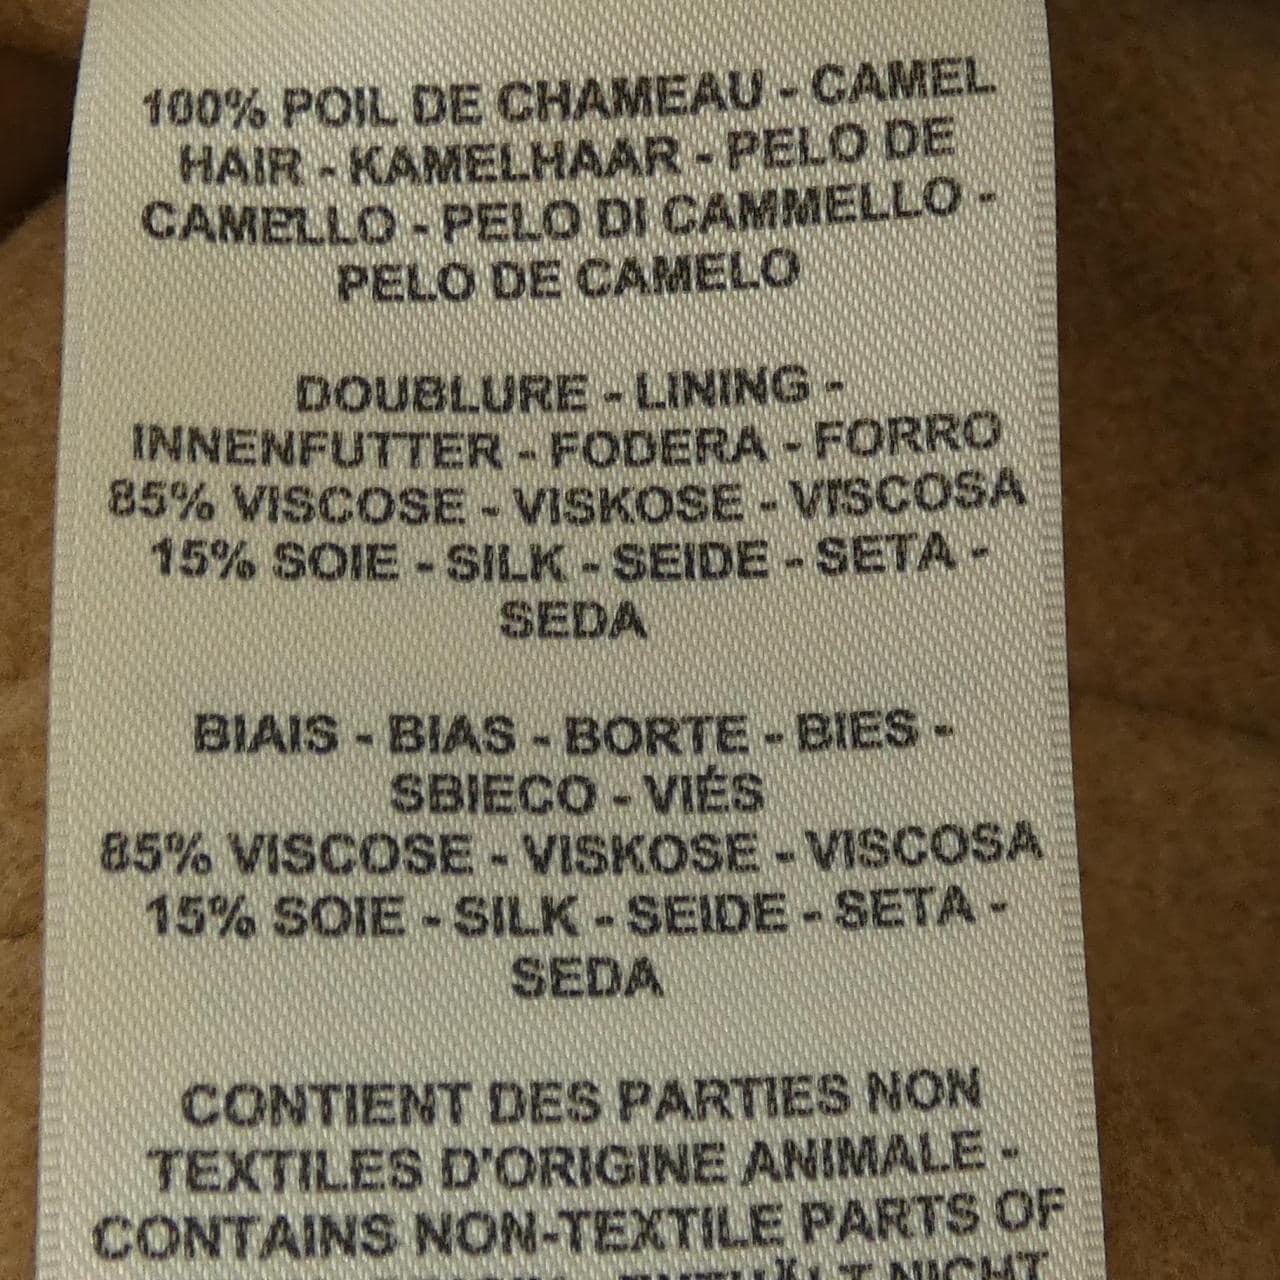 100% POIL DE CHAMEAU - CAMEL
HAIR - KAMELHAAR - PELO DE
CAMELLO - PELO DI CAMMELLO -
PELO DE CAMELO
DOUBLURE - LINING -
INNENFUTTER - FODERA - FORRO
85% VISCOSE - VISKOSE - VISCOSA
15% SOIE - SILK - SEIDE - SETA -
SEDA
BIAIS - BIAS - BORTE - BIES -
SBIECO - VIÉS
85% VISCOSE - VISKOSE - VISCOSA
15% SOIE - SILK - SEIDE - SETA -
SEDA
CONTIENT DES PARTIES NON
TEXTILES D'ORIGINE ANIMALE -
CONTAINS NON-TEXTILE PARTS OF
NICHT